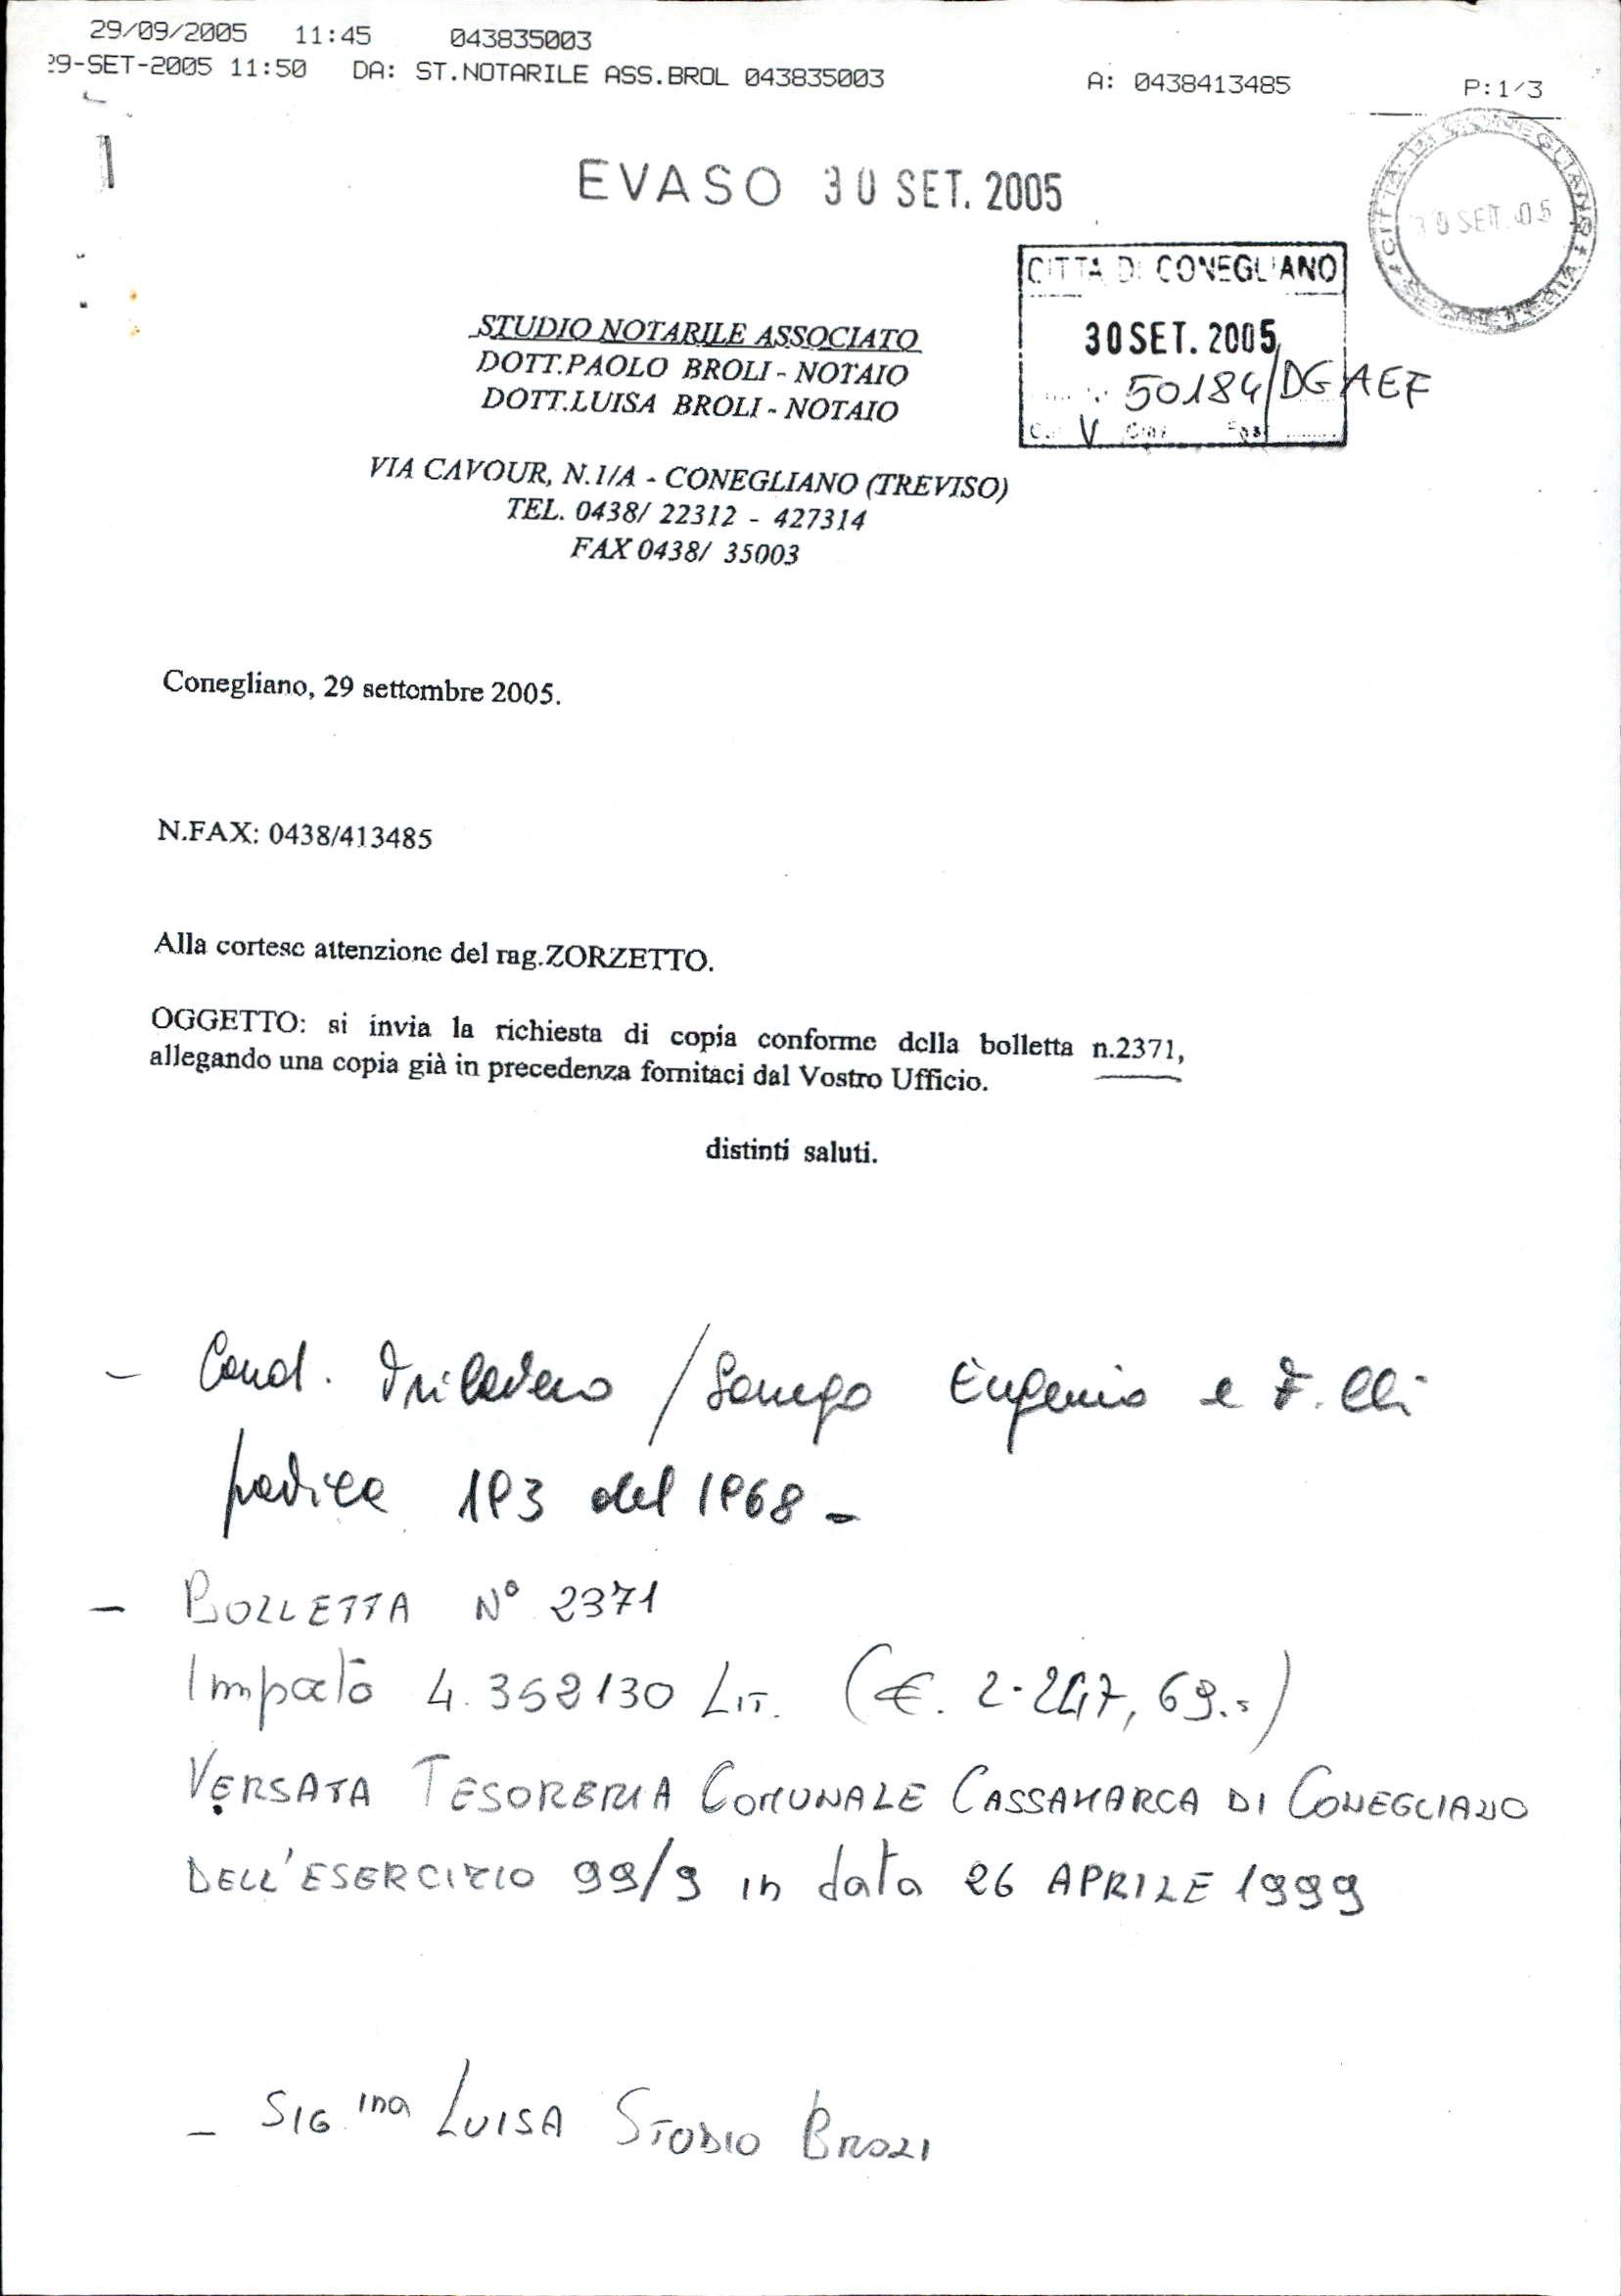 29/09/2005 11:45 043835003
29-SET-2005 11:50 DA: ST.NOTARILE ASS.BROL 043835003 A: 0438413485 P:1/3
EVASO 30 SET. 2005
CITTÀ DI CONEGLIANO
30 SET. 05
CITTA DI CONEGLIANO
30 SET. 2005
50184/DGAEF
V
STUDIO NOTARILE ASSOCIATO
DOTT.PAOLO BROLI - NOTAIO
DOTT.LUISA BROLI - NOTAIO
VIA CAVOUR, N.1/A - CONEGLIANO (TREVISO)
TEL. 0438/ 22312 - 427314
FAX 0438/ 35003
Conegliano, 29 settembre 2005.
N.FAX: 0438/413485
Alla cortese attenzione del rag.ZORZETTO.
OGGETTO: si invia la richiesta di copia conforme della bolletta n.2371,
allegando una copia già in precedenza fornitaci dal Vostro Ufficio.
distinti saluti.
- Cond. / Eugenio e F.lli
pratica 193 del 1968 -
- BOLLETTA N° 2371
Importo 4.352130 LIT. (€. 2.247,69.=)
VERSATA TESORERIA COMUNALE CASSAMARCA DI CONEGLIANO
DELL'ESERCIZIO 99/9 in data 26 APRILE 1999
- SIG.ina LUISA STUDIO BROLI